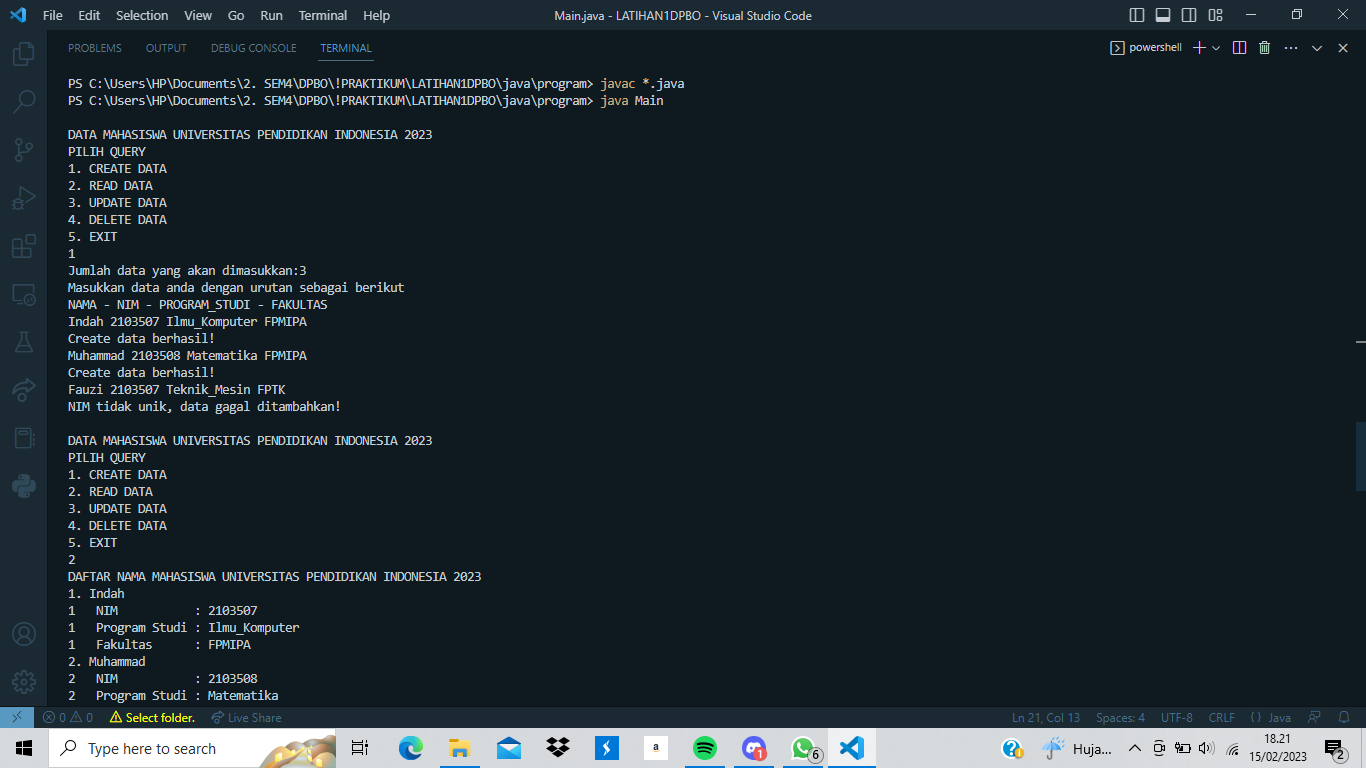 File Edit Selection View Go Run Terminal Help Main.java - LATIHAN1DPBO - Visual Studio Code
PROBLEMS OUTPUT DEBUG CONSOLE TERMINAL powershell
PS C:\Users\HP\Documents\2. SEM4\DPBO\!PRAKTIKUM\LATIHAN1DPBO\java\program> javac *.java
PS C:\Users\HP\Documents\2. SEM4\DPBO\!PRAKTIKUM\LATIHAN1DPBO\java\program> java Main
DATA MAHASISWA UNIVERSITAS PENDIDIKAN INDONESIA 2023
PILIH QUERY
1. CREATE DATA
2. READ DATA
3. UPDATE DATA
4. DELETE DATA
5. EXIT
1
Jumlah data yang akan dimasukkan:3
Masukkan data anda dengan urutan sebagai berikut
NAMA - NIM - PROGRAM_STUDI - FAKULTAS
Indah 2103507 Ilmu_Komputer FPMIPA
Create data berhasil!
Muhammad 2103508 Matematika FPMIPA
Create data berhasil!
Fauzi 2103507 Teknik_Mesin FPTK
NIM tidak unik, data gagal ditambahkan!
DATA MAHASISWA UNIVERSITAS PENDIDIKAN INDONESIA 2023
PILIH QUERY
1. CREATE DATA
2. READ DATA
3. UPDATE DATA
4. DELETE DATA
5. EXIT
2
DAFTAR NAMA MAHASISWA UNIVERSITAS PENDIDIKAN INDONESIA 2023
1. Indah
1   NIM           : 2103507
1   Program Studi : Ilmu_Komputer
1   Fakultas      : FPMIPA
2. Muhammad
2   NIM           : 2103508
2   Program Studi : Matematika
0 0 Select folder. Live Share Ln 21, Col 13 Spaces: 4 UTF-8 CRLF {} Java
Type here to search a 1 6 Huja... 18.21
15/02/2023 2